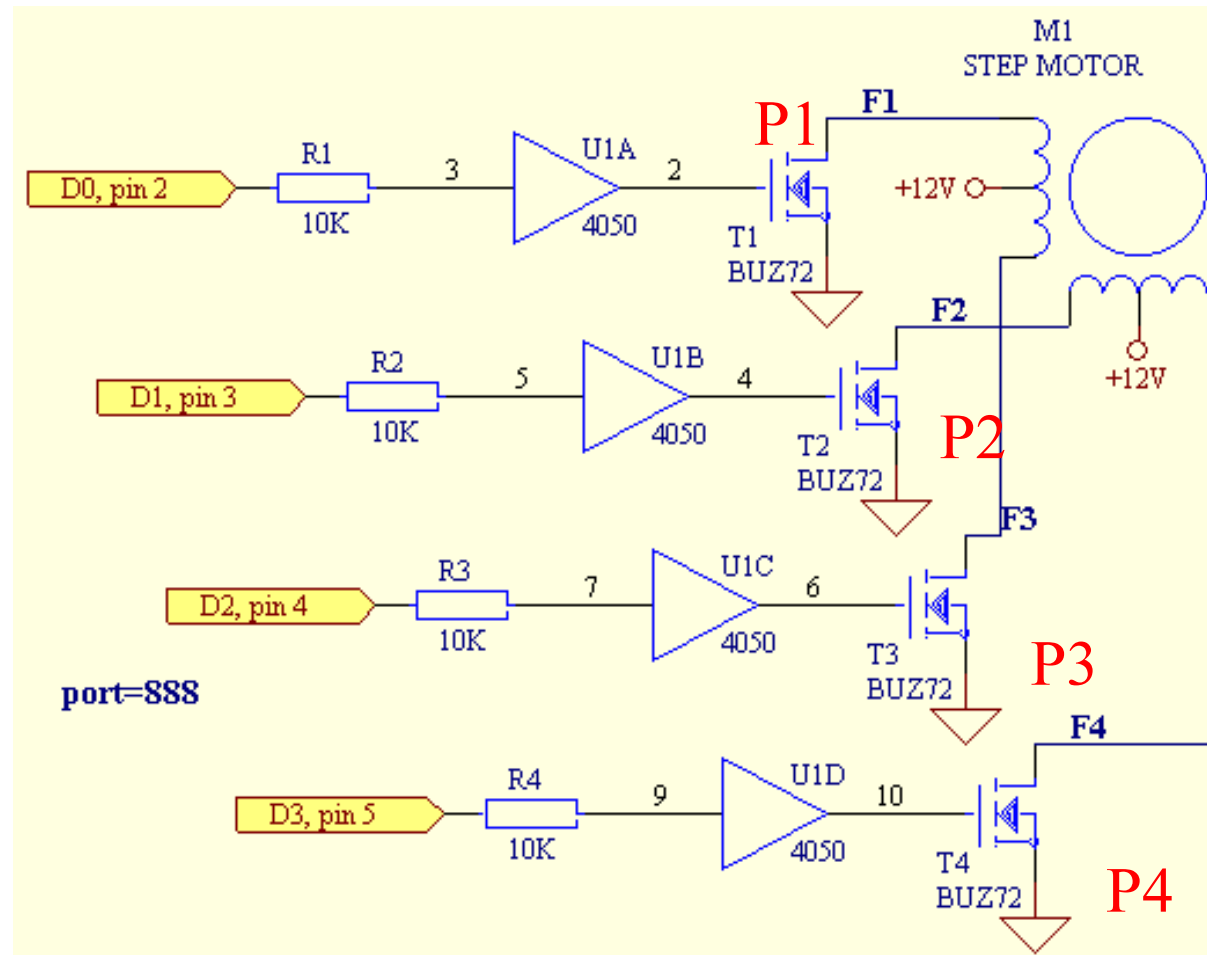 M1
STEP MOTOR
F1
P1
R1
3
U1A
2
D0, pin 2
+12V
10K
4050
T1
BUZ72
F2
R2
5
U1B
4
+12V
D1, pin 3
10K
4050
T2
BUZ72
P2
F3
R3
7
U1C
6
D2, pin 4
10K
4050
T3
BUZ72
P3
port=888
F4
R4
9
U1D
10
D3, pin 5
10K
4050
T4
BUZ72
P4